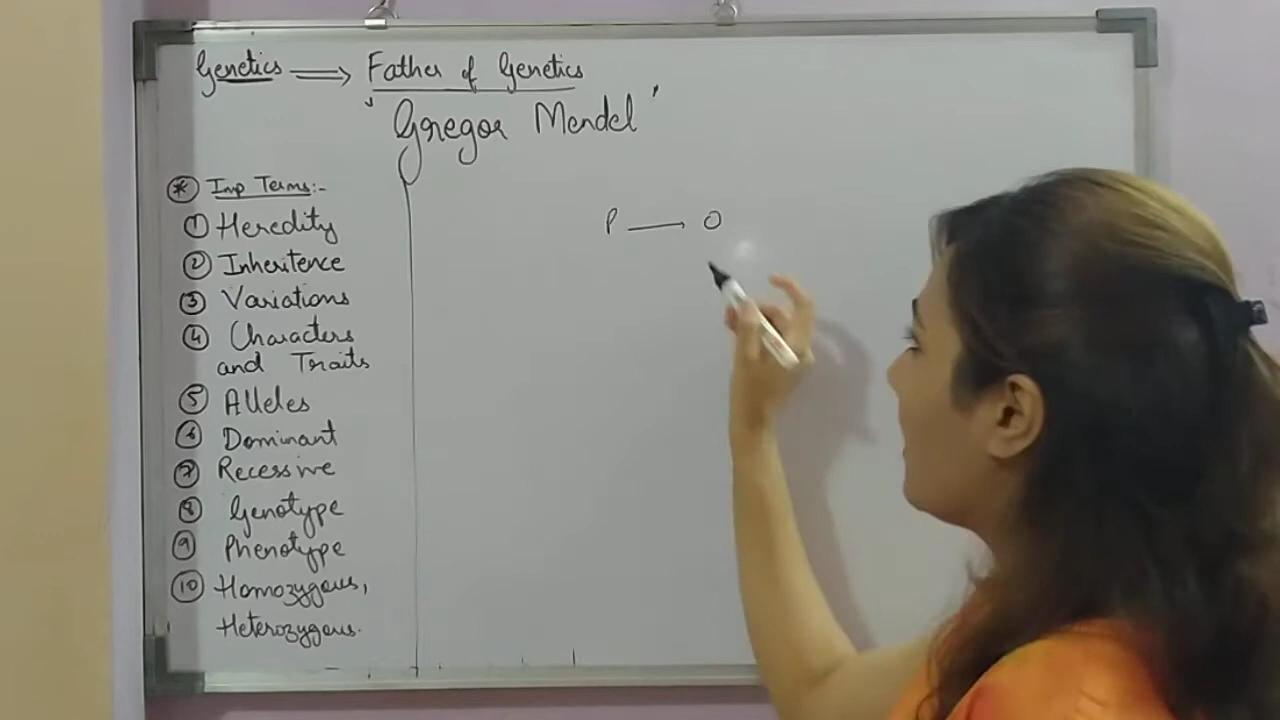 Genetics ⟹ Father of Genetics
' Gregor Mendel '
* Imp Terms:-
① Heredity
② Inheritence
③ Variations
④ Characters
and Traits
⑤ Alleles
⑥ Dominant
⑦ Recessive
⑧ Genotype
⑨ Phenotype
⑩ Homozygous,
Heterozygous.
P → O